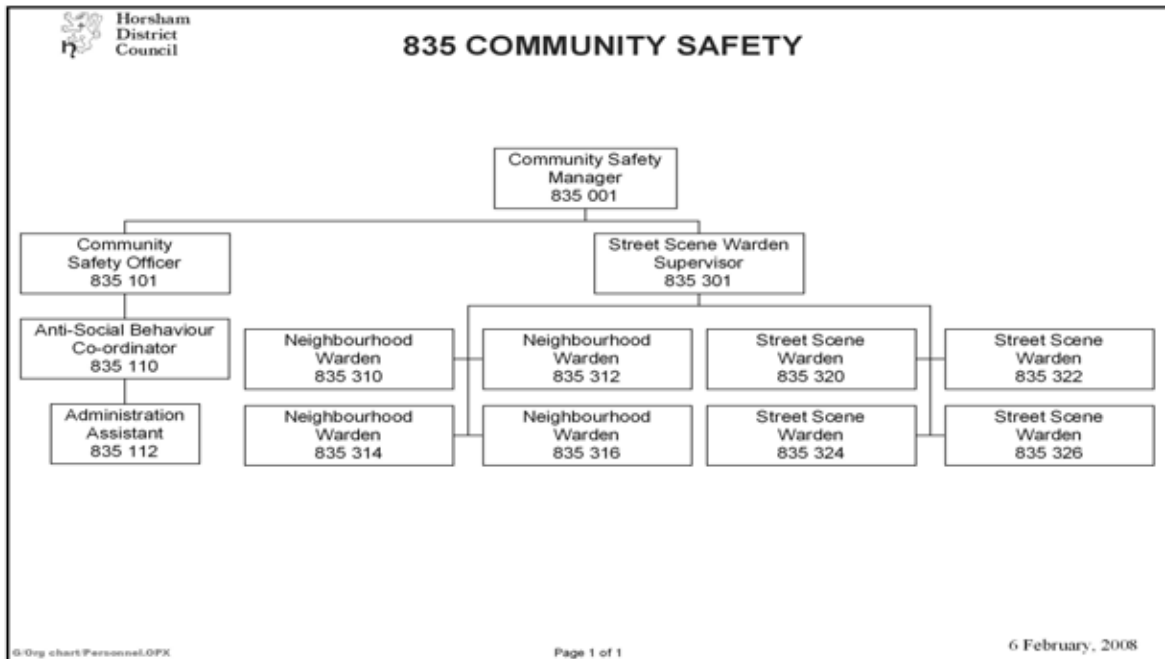 Horsham
District
Council
835 COMMUNITY SAFETY
Community Safety
Manager
835 001
Community
Safety Officer
835 101
Street Scene Warden
Supervisor
835 301
Anti-Social Behaviour
Co-ordinator
835 110
Neighbourhood
Warden
835 310
Neighbourhood
Warden
835 312
Street Scene
Warden
835 320
Street Scene
Warden
835 322
Administration
Assistant
835 112
Neighbourhood
Warden
835 314
Neighbourhood
Warden
835 316
Street Scene
Warden
835 324
Street Scene
Warden
835 326
G/Org chart/Personnel.OPX
Page 1 of 1
6 February, 2008